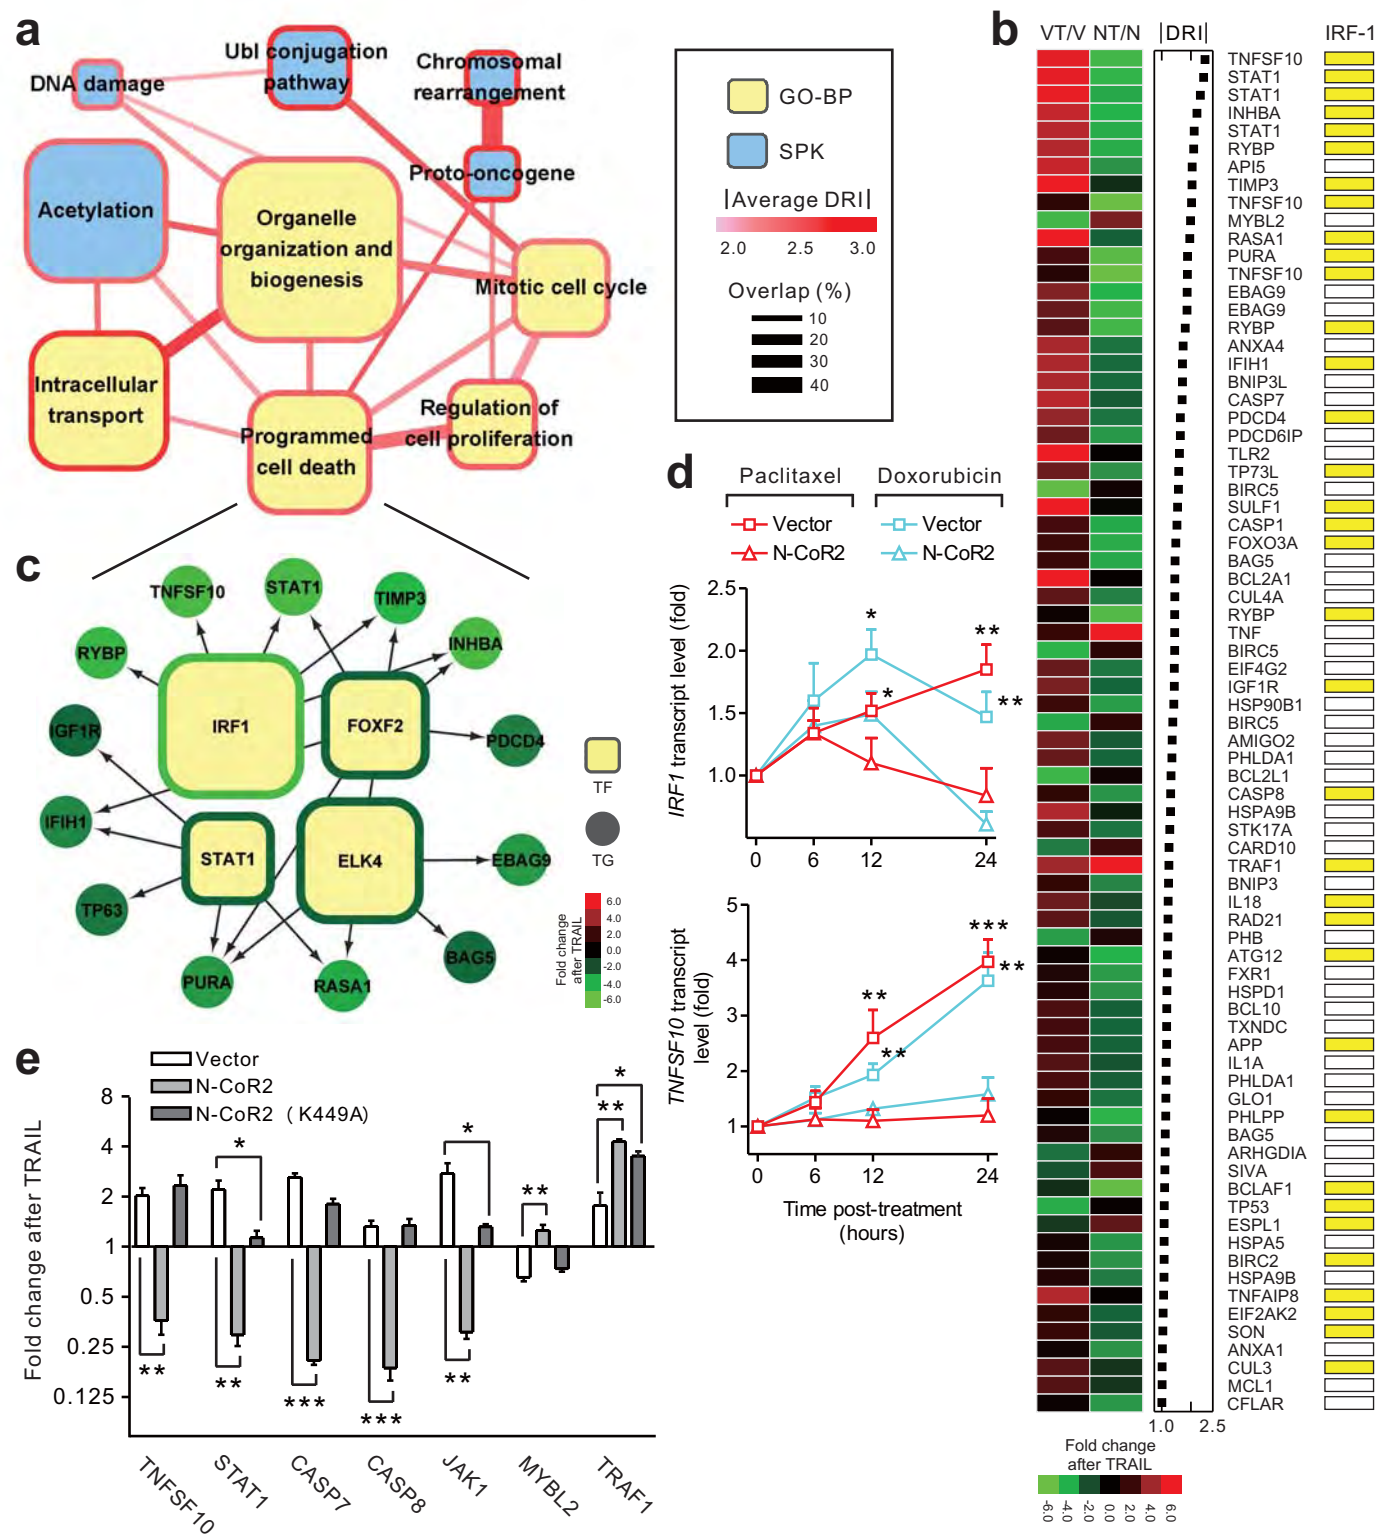 a
Ubl conjugation
pathway
DNA damage
Chromosomal
rearrangement
Proto-oncogene
Acetylation
Organelle
organization and
biogenesis
Mitotic cell cycle
Intracellular
transport
Programmed
cell death
Regulation of
cell proliferation
GO-BP
SPK
|Average DRI|
2.0 2.5 3.0
Overlap (%)
10
20
30
40
b
VT/V NT/N |DRI| IRF-1
TNFSF10
STAT1
STAT1
INHBA
STAT1
RYBP
API5
TIMP3
TNFSF10
MYBL2
RASA1
PURA
TNFSF10
EBAG9
EBAG9
RYBP
ANXA4
IFIH1
BNIP3L
CASP7
PDCD4
PDCD6IP
TLR2
TP73L
BIRC5
SULF1
CASP1
FOXO3A
BAG5
BCL2A1
CUL4A
RYBP
TNF
BIRC5
EIF4G2
IGF1R
HSP90B1
BIRC5
AMIGO2
PHLDA1
BCL2L1
CASP8
HSPA9B
STK17A
CARD10
TRAF1
BNIP3
IL18
RAD21
PHB
ATG12
FXR1
HSPD1
BCL10
TXNDC
APP
IL1A
PHLDA1
GLO1
PHLPP
BAG5
ARHGDIA
SIVA
BCLAF1
TP53
ESPL1
HSPA5
BIRC2
HSPA9B
TNFAIP8
EIF2AK2
SON
ANXA1
CUL3
MCL1
CFLAR
1.0 2.5
Fold change
after TRAIL
-6.0 -4.0 -2.0 0.0 2.0 4.0 6.0
c
TNFSF10
STAT1
TIMP3
RYBP
INHBA
IRF1
FOXF2
IGF1R
PDCD4
IFIH1
STAT1
ELK4
EBAG9
TP63
PURA
RASA1
BAG5
TF
TG
Fold change
after TRAIL
6.0
4.0
2.0
0.0
-2.0
-4.0
-6.0
d
Paclitaxel Doxorubicin
Vector Vector
N-CoR2 N-CoR2
IRF1 transcript level (fold)
2.5
2.0
1.5
1.0
0 6 12 24
*
**
*
**
TNFSF10 transcript
level (fold)
5
4
3
2
1
0 6 12 24
***
**
**
**
Time post-treatment
(hours)
e
Vector
N-CoR2
N-CoR2 (K449A)
Fold change after TRAIL
8
4
2
1
0.5
0.25
0.125
*
*
**
**
*
**
**
***
***
**
TNFSF10
STAT1
CASP7
CASP8
JAK1
MYBL2
TRAF1